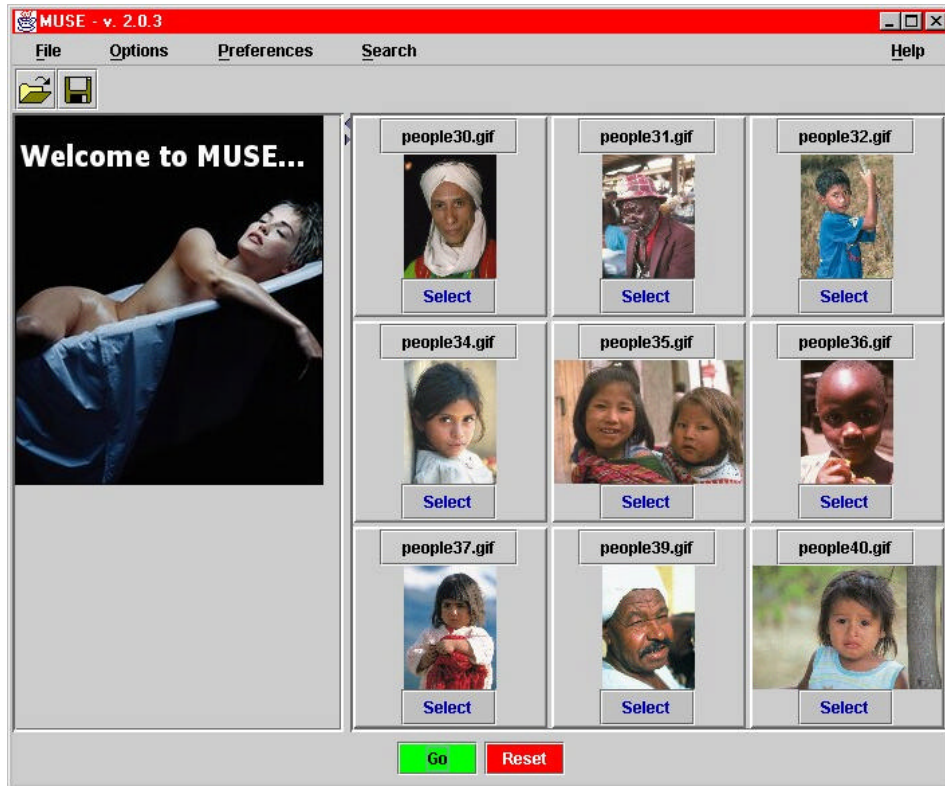 MUSE - v. 2.0.3
File Options Preferences Search Help
Welcome to MUSE...
people30.gif people31.gif people32.gif
Select Select Select
people34.gif people35.gif people36.gif
Select Select Select
people37.gif people39.gif people40.gif
Select Select Select
Go Reset